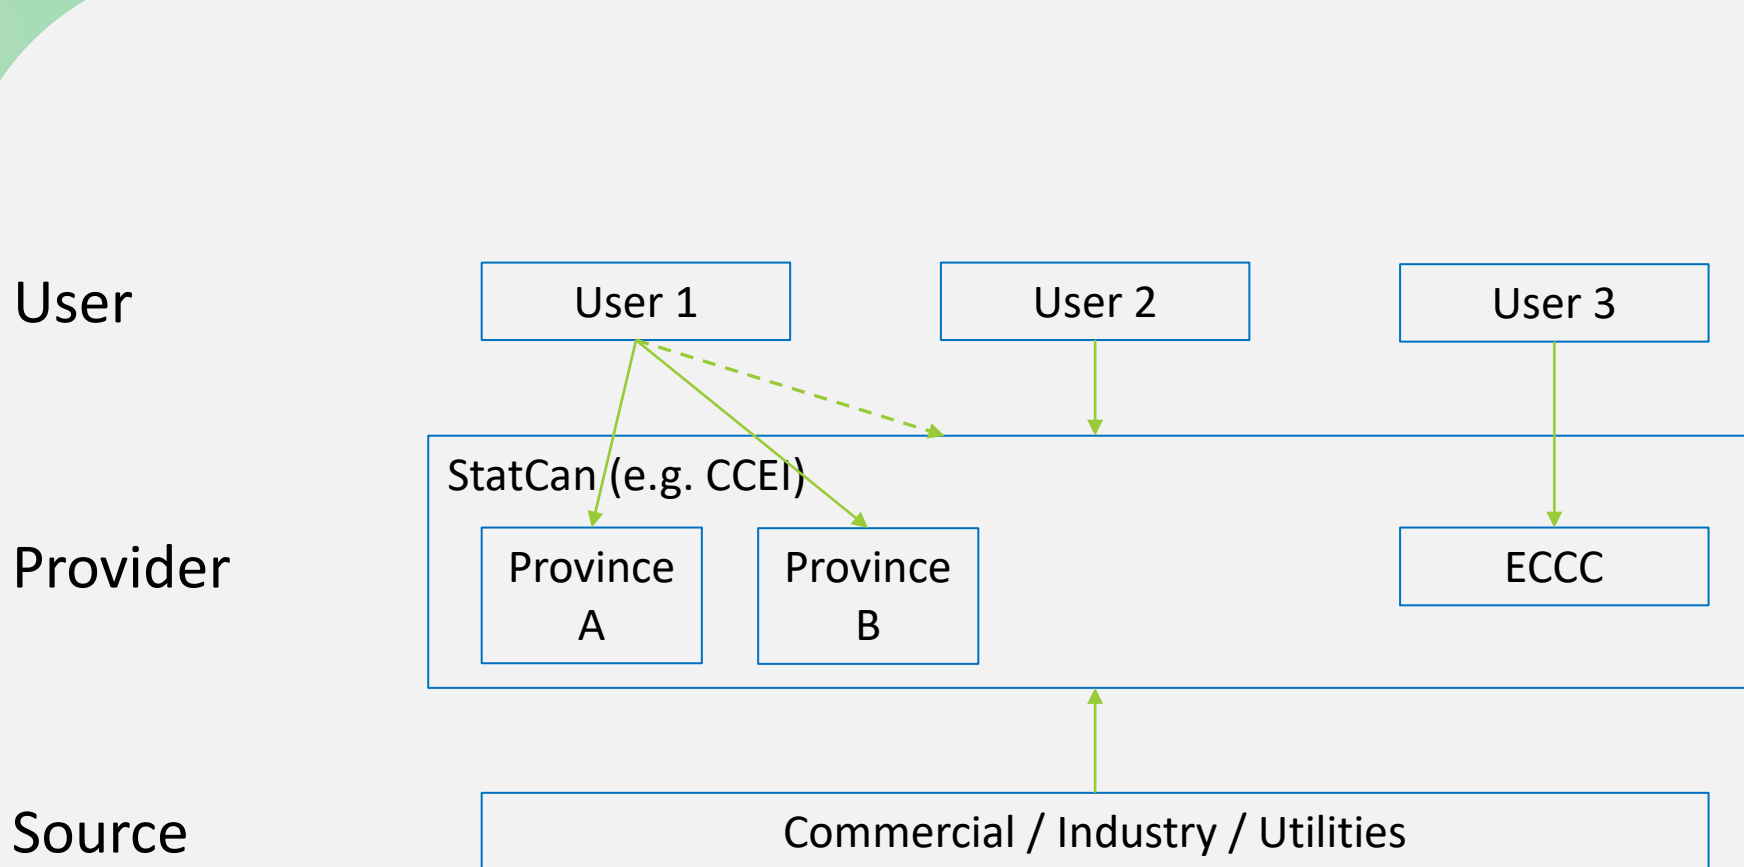 User
User 1
User 2
User 3
StatCan (e.g. CCEI)
Provider
Province
A
Province
B
ECCC
Source
Commercial / Industry / Utilities